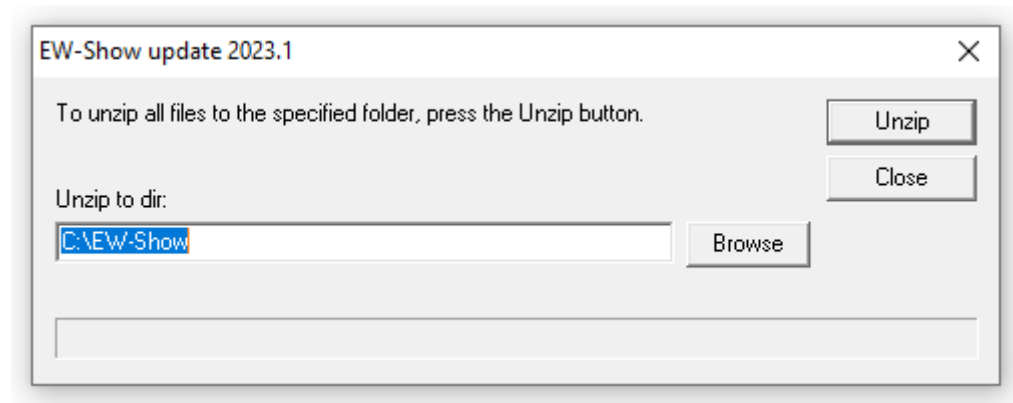 EW-Show update 2023.1
To unzip all files to the specified folder, press the Unzip button.
Unzip
Close
Unzip to dir:
C:\EW-Show
Browse